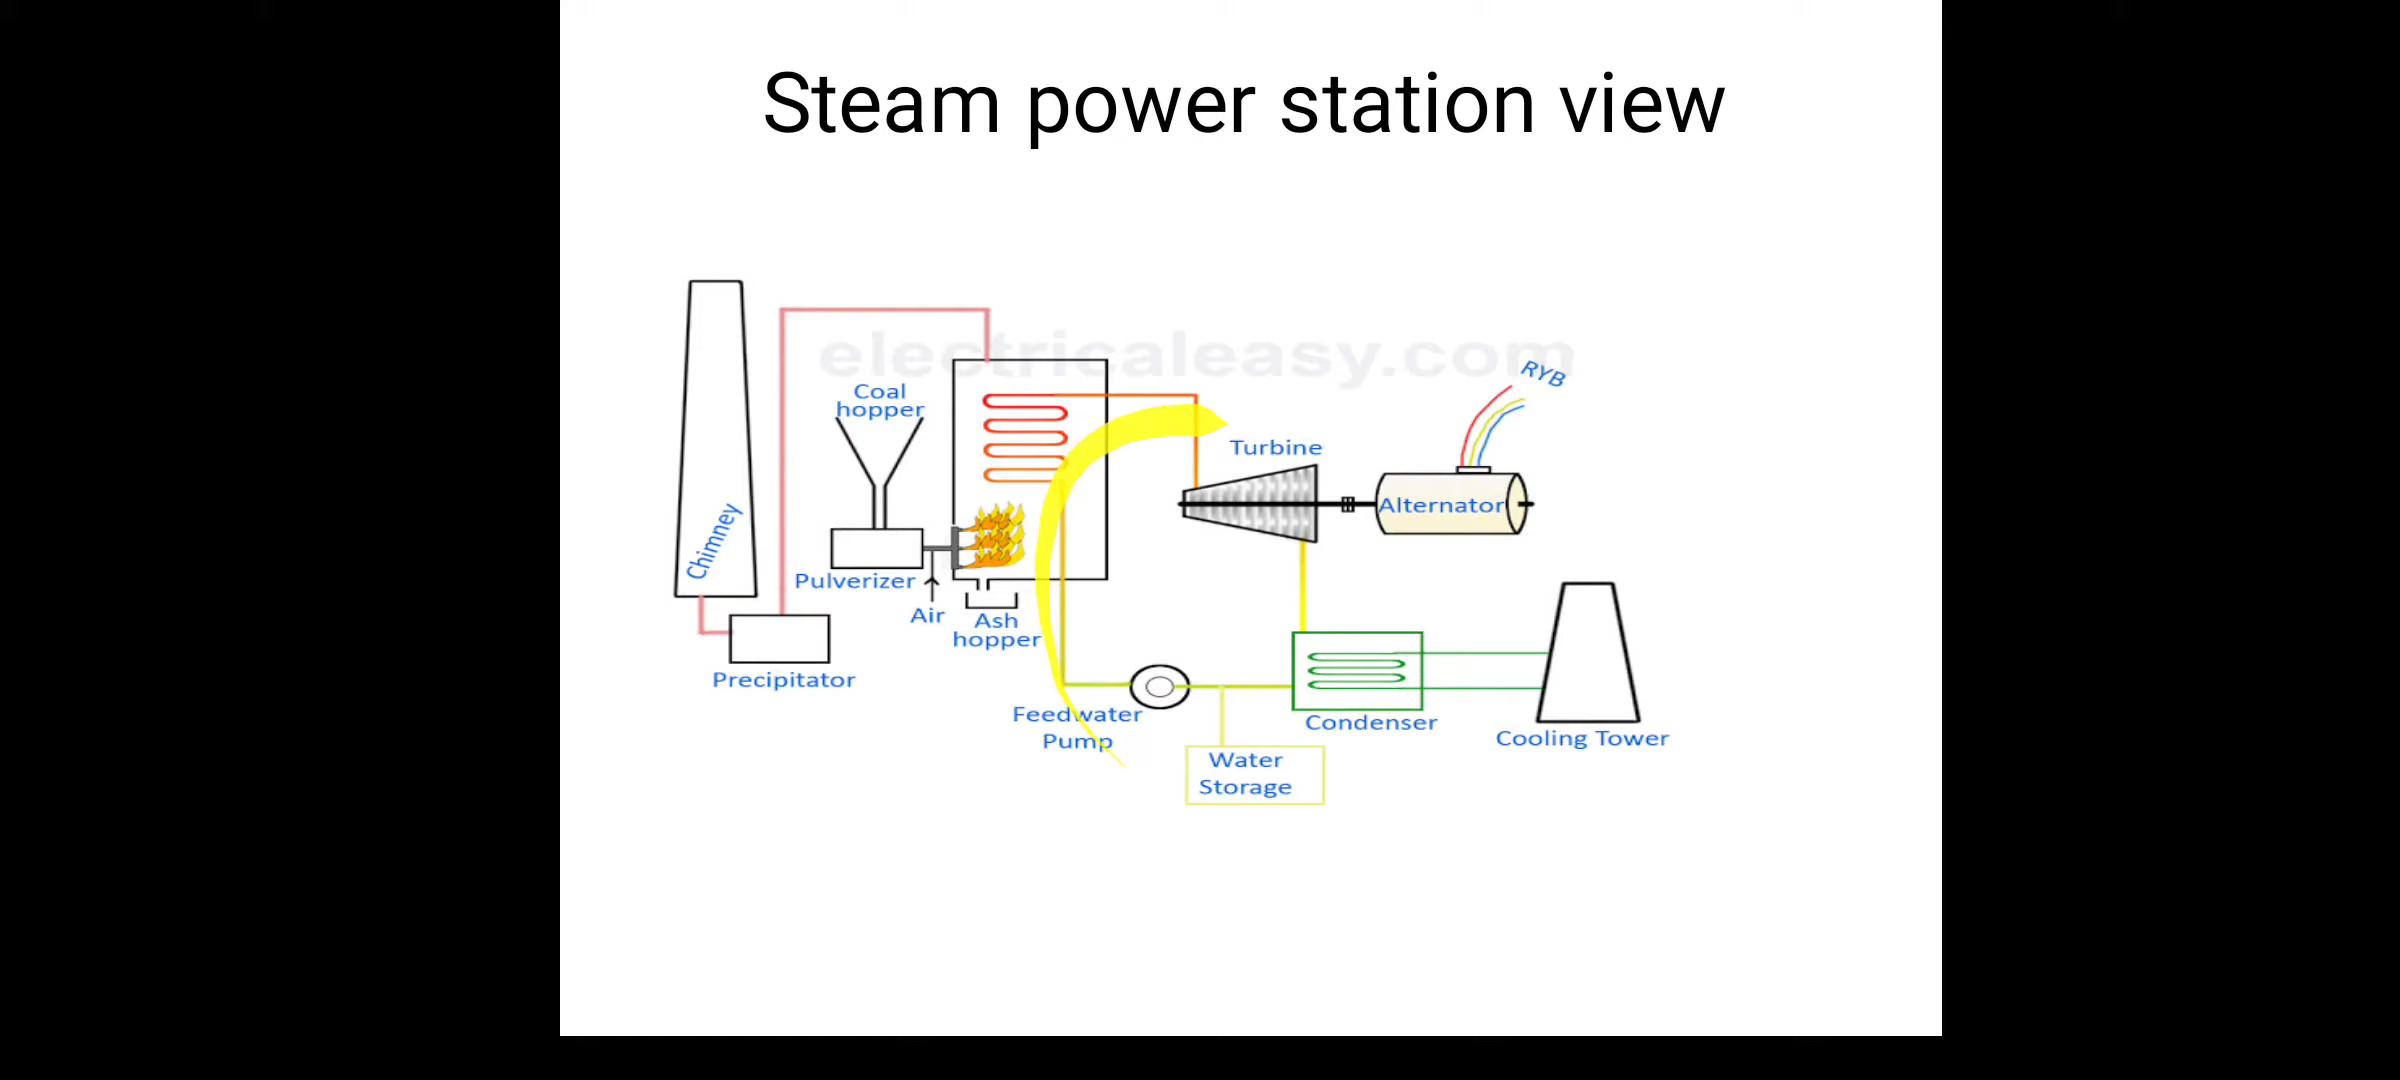 Steam power station view
electricaleasy.com
RYB
Coal
hopper
Turbine
Alternator
Chimney
Pulverizer
Air
Ash
hopper
Precipitator
Feedwater
Pump
Condenser
Cooling Tower
Water
Storage